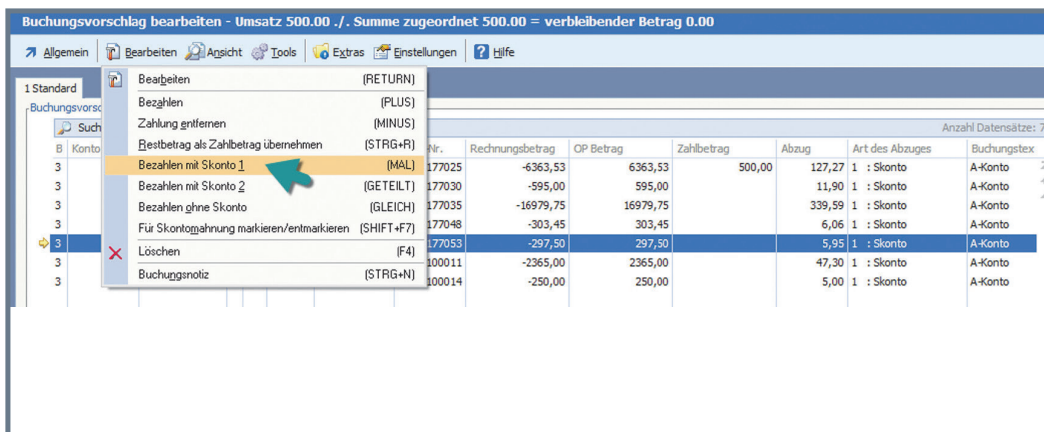 Buchungsvorschlag bearbeiten - Umsatz 500.00 ./. Summe zugeordnet 500.00 = verbleibender Betrag 0.00
Allgemein Bearbeiten Ansicht Tools Extras Einstellungen Hilfe
1 Standard
Buchungsvorsc
Such
Anzahl Datensätze: 7
Bearbeiten (RETURN)
Bezahlen (PLUS)
Zahlung entfernen (MINUS)
Restbetrag als Zahlbetrag übernehmen (STRG+R)
Bezahlen mit Skonto 1 (MAL)
Bezahlen mit Skonto 2 (GETEILT)
Bezahlen ohne Skonto (GLEICH)
Für Skontomahnung markieren/entmarkieren (SHIFT+F7)
Löschen (F4)
Buchungsnotiz (STRG+N)
B Konto Nr. Rechnungsbetrag OP Betrag Zahlbetrag Abzug Art des Abzuges Buchungstex
3 177025 -6363,53 6363,53 500,00 127,27 1 : Skonto A-Konto
3 177030 -595,00 595,00 11,90 1 : Skonto A-Konto
3 177035 -16979,75 16979,75 339,59 1 : Skonto A-Konto
3 177048 -303,45 303,45 6,06 1 : Skonto A-Konto
3 177053 -297,50 297,50 5,95 1 : Skonto A-Konto
3 100011 -2365,00 2365,00 47,30 1 : Skonto A-Konto
3 100014 -250,00 250,00 5,00 1 : Skonto A-Konto